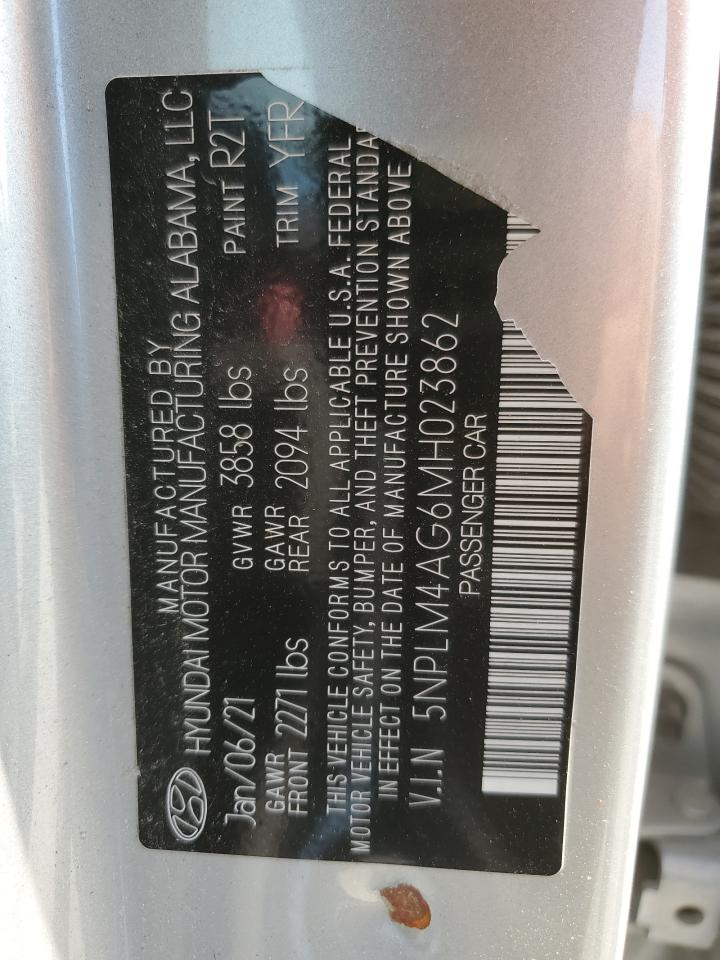 MANUFACTURED BY
HYUNDAI MOTOR MANUFACTURING ALABAMA, LLC
Jan/06/21 GVWR 3858 lbs PAINT R2T
GAWR FRONT 2271 lbs GAWR REAR 2094 lbs TRIM YFR
THIS VEHICLE CONFORMS TO ALL APPLICABLE U.S.A. FEDERAL
MOTOR VEHICLE SAFETY, BUMPER, AND THEFT PREVENTION STANDA
IN EFFECT ON THE DATE OF MANUFACTURE SHOWN ABOVE
V.I.N 5NPLM4AG6MH023862
PASSENGER CAR